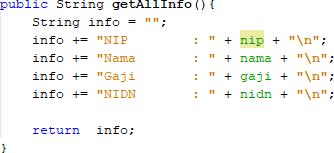 public String getAllInfo(){
    String info = "";
    info += "NIP        : " + nip + "\n";
    info += "Nama       : " + nama + "\n";
    info += "Gaji       : " + gaji + "\n";
    info += "NIDN       : " + nidn + "\n";

    return  info;
}